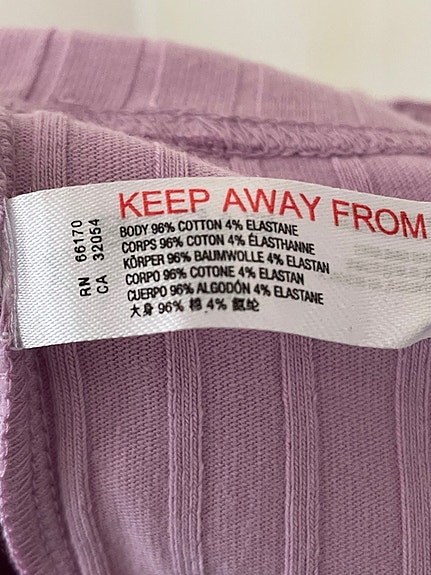 RN 66170
CA 32054
KEEP AWAY FROM
BODY 96% COTTON 4% ELASTANE
CORPS 96% COTON 4% ÉLASTHANNE
KÖRPER 96% BAUMWOLLE 4% ELASTAN
CORPO 96% COTONE 4% ELASTAN
CUERPO 96% ALGODÓN 4% ELASTANE
大身 96% 棉 4% 氨纶